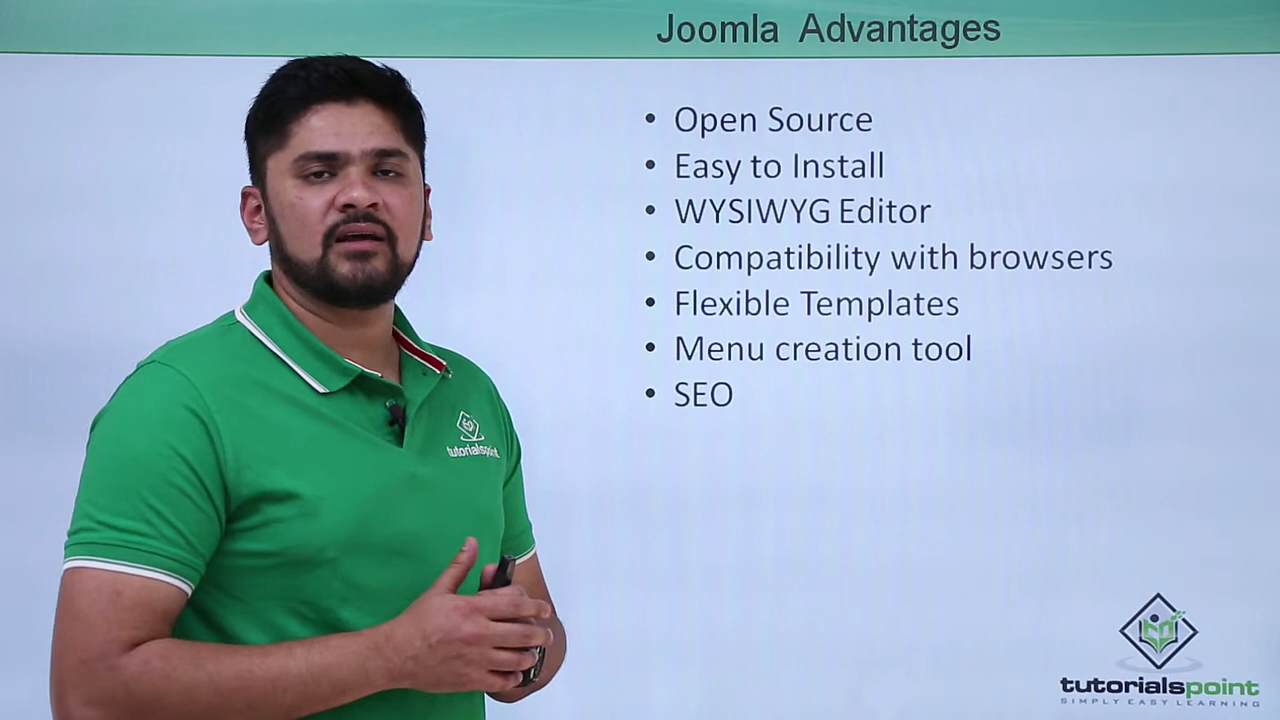 Joomla Advantages
• Open Source
• Easy to Install
• WYSIWYG Editor
• Compatibility with browsers
• Flexible Templates
• Menu creation tool
• SEO
tutorialspoint
tutorialspoint
SIMPLY EASY LEARNING